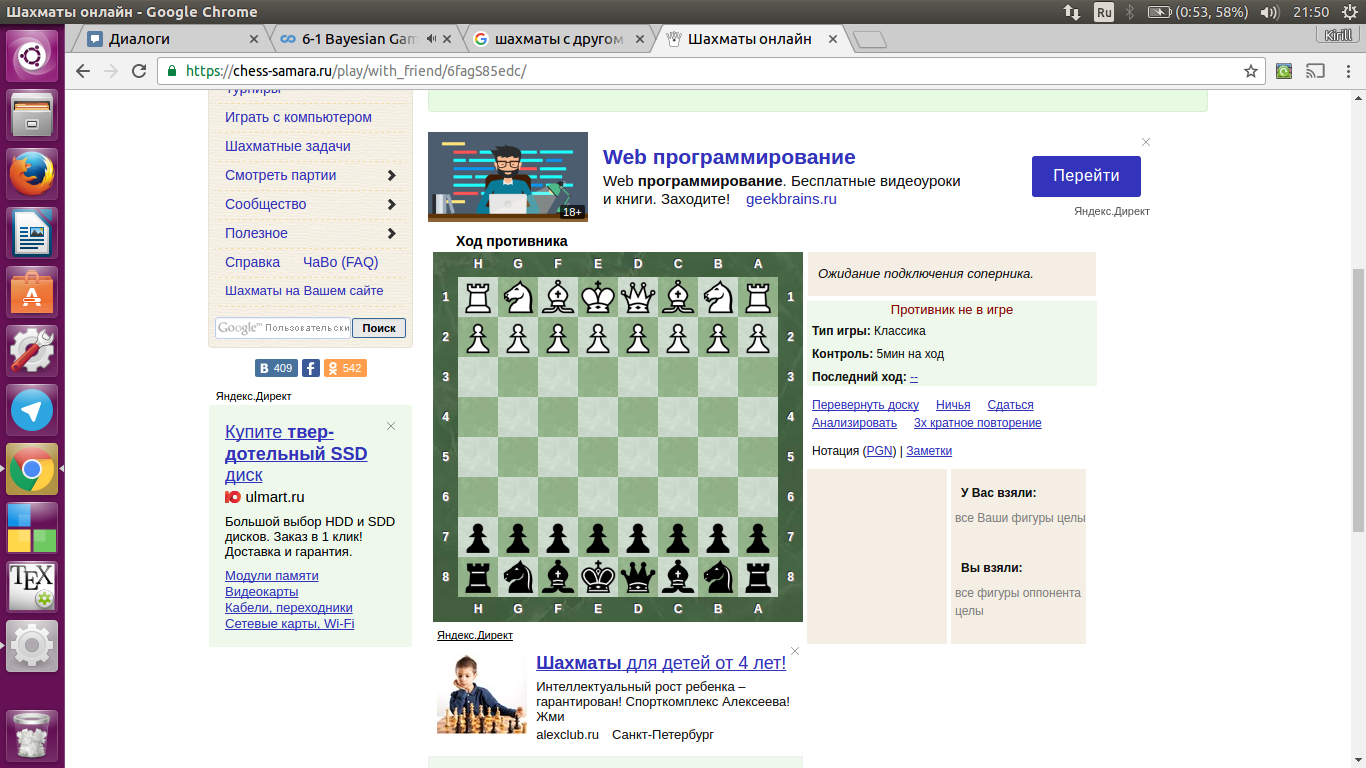 Шахматы онлайн - Google Chrome
Ru
(0:53, 58%)
21:50
Диалоги
6-1 Bayesian Gam
шахматы с другом
Шахматы онлайн
Kirill
https://chess-samara.ru/play/with_friend/6fagS85edc/
Турниры
Играть с компьютером
Шахматные задачи
Смотреть партии
Сообщество
Полезное
Справка ЧаВо (FAQ)
Шахматы на Вашем сайте
Google™ Пользовательски
Поиск
B 409
f
542
Яндекс.Директ
Купите твер-
дотельный SSD
диск
ulmart.ru
Большой выбор HDD и SDD
дисков. Заказ в 1 клик!
Доставка и гарантия.
Модули памяти
Видеокарты
Кабели, переходники
Сетевые карты, Wi-Fi
18+
Web программирование
Web программирование. Бесплатные видеоуроки
и книги. Заходите! geekbrains.ru
Перейти
Яндекс.Директ
Ход противника
H G F E D C B A
1 1
2 2
3 3
4 4
5 5
6 6
7 7
8 8
H G F E D C B A
Ожидание подключения соперника.
Противник не в игре
Тип игры: Классика
Контроль: 5мин на ход
Последний ход: --
Перевернуть доску Ничья Сдаться
Анализировать 3х кратное повторение
Нотация (PGN) | Заметки
У Вас взяли:
все Ваши фигуры целы
Вы взяли:
все фигуры оппонента
целы
Яндекс.Директ
Шахматы для детей от 4 лет!
Интеллектуальный рост ребенка –
гарантирован! Спорткомплекс Алексеева!
Жми
alexclub.ru Санкт-Петербург
TEX